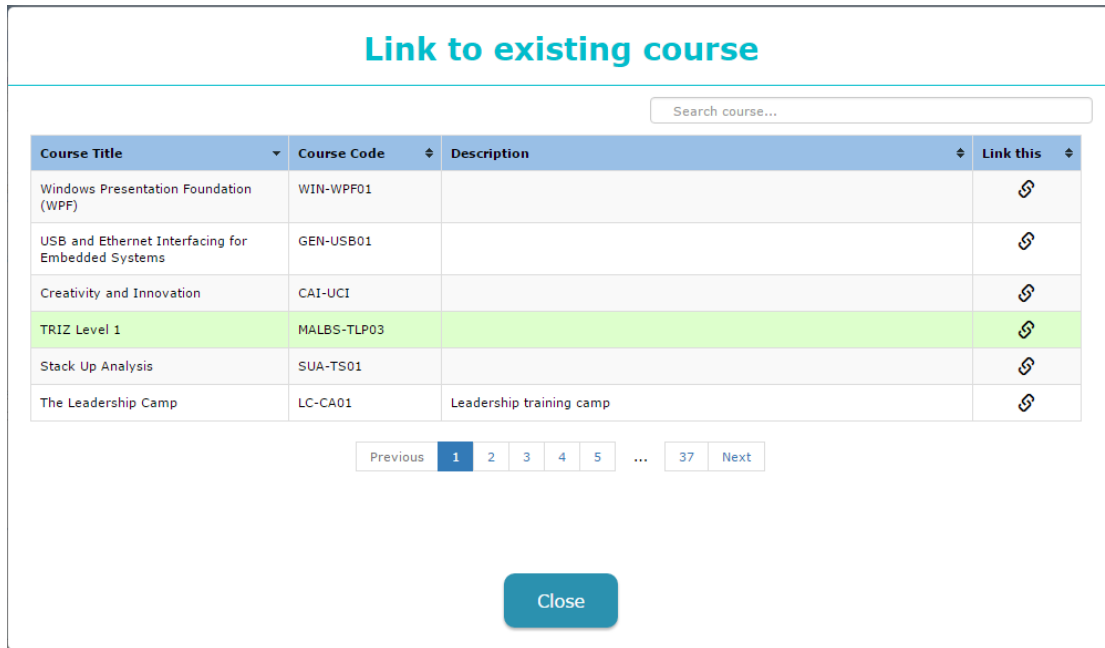 Link to existing course
Search course...
Course Title Course Code Description Link this
Windows Presentation Foundation (WPF) WIN-WPF01
USB and Ethernet Interfacing for Embedded Systems GEN-USB01
Creativity and Innovation CAI-UCI
TRIZ Level 1 MALBS-TLP03
Stack Up Analysis SUA-TS01
The Leadership Camp LC-CA01 Leadership training camp
Previous 1 2 3 4 5 ... 37 Next
Close